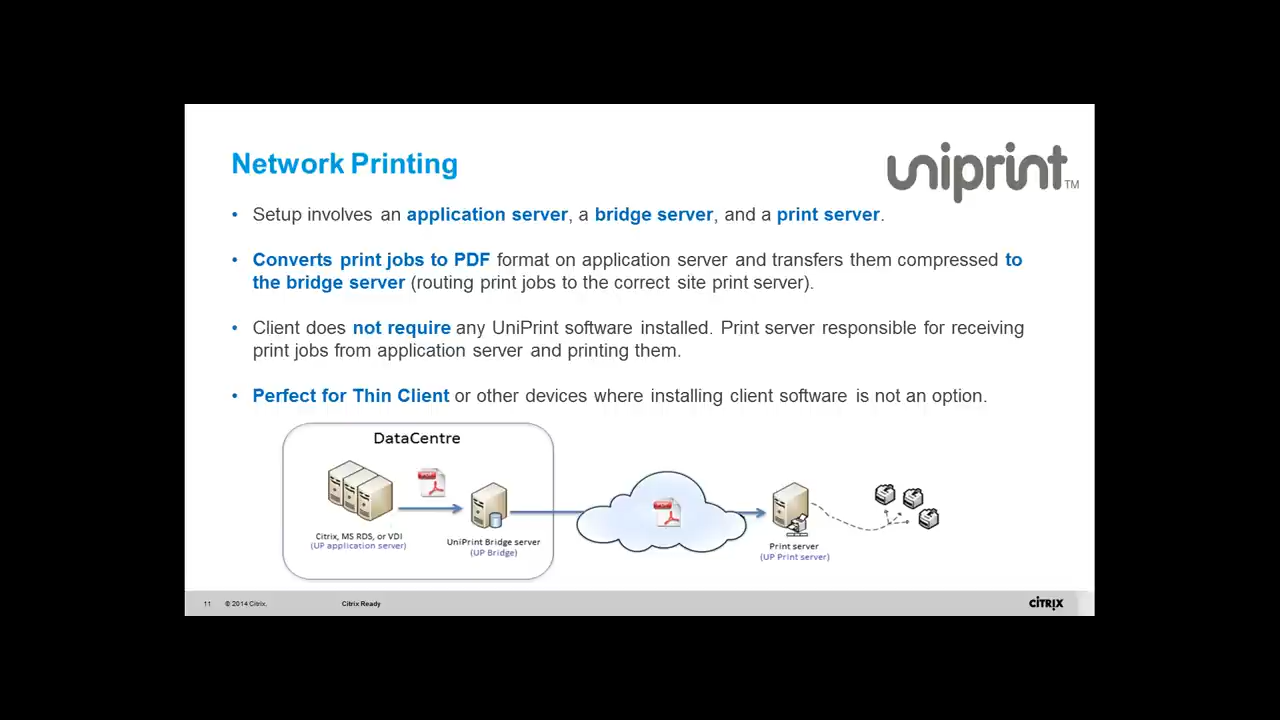 Network Printing
uniprint TM
• Setup involves an application server, a bridge server, and a print server.
• Converts print jobs to PDF format on application server and transfers them compressed to
the bridge server (routing print jobs to the correct site print server).
• Client does not require any UniPrint software installed. Print server responsible for receiving
print jobs from application server and printing them.
• Perfect for Thin Client or other devices where installing client software is not an option.
DataCentre
PDF
Citrix, MS RDS, or VDI
(UP application server)
UniPrint Bridge server
(UP Bridge)
PDF
Print server
(UP Print server)
11 © 2014 Citrix. Citrix Ready CITRIX